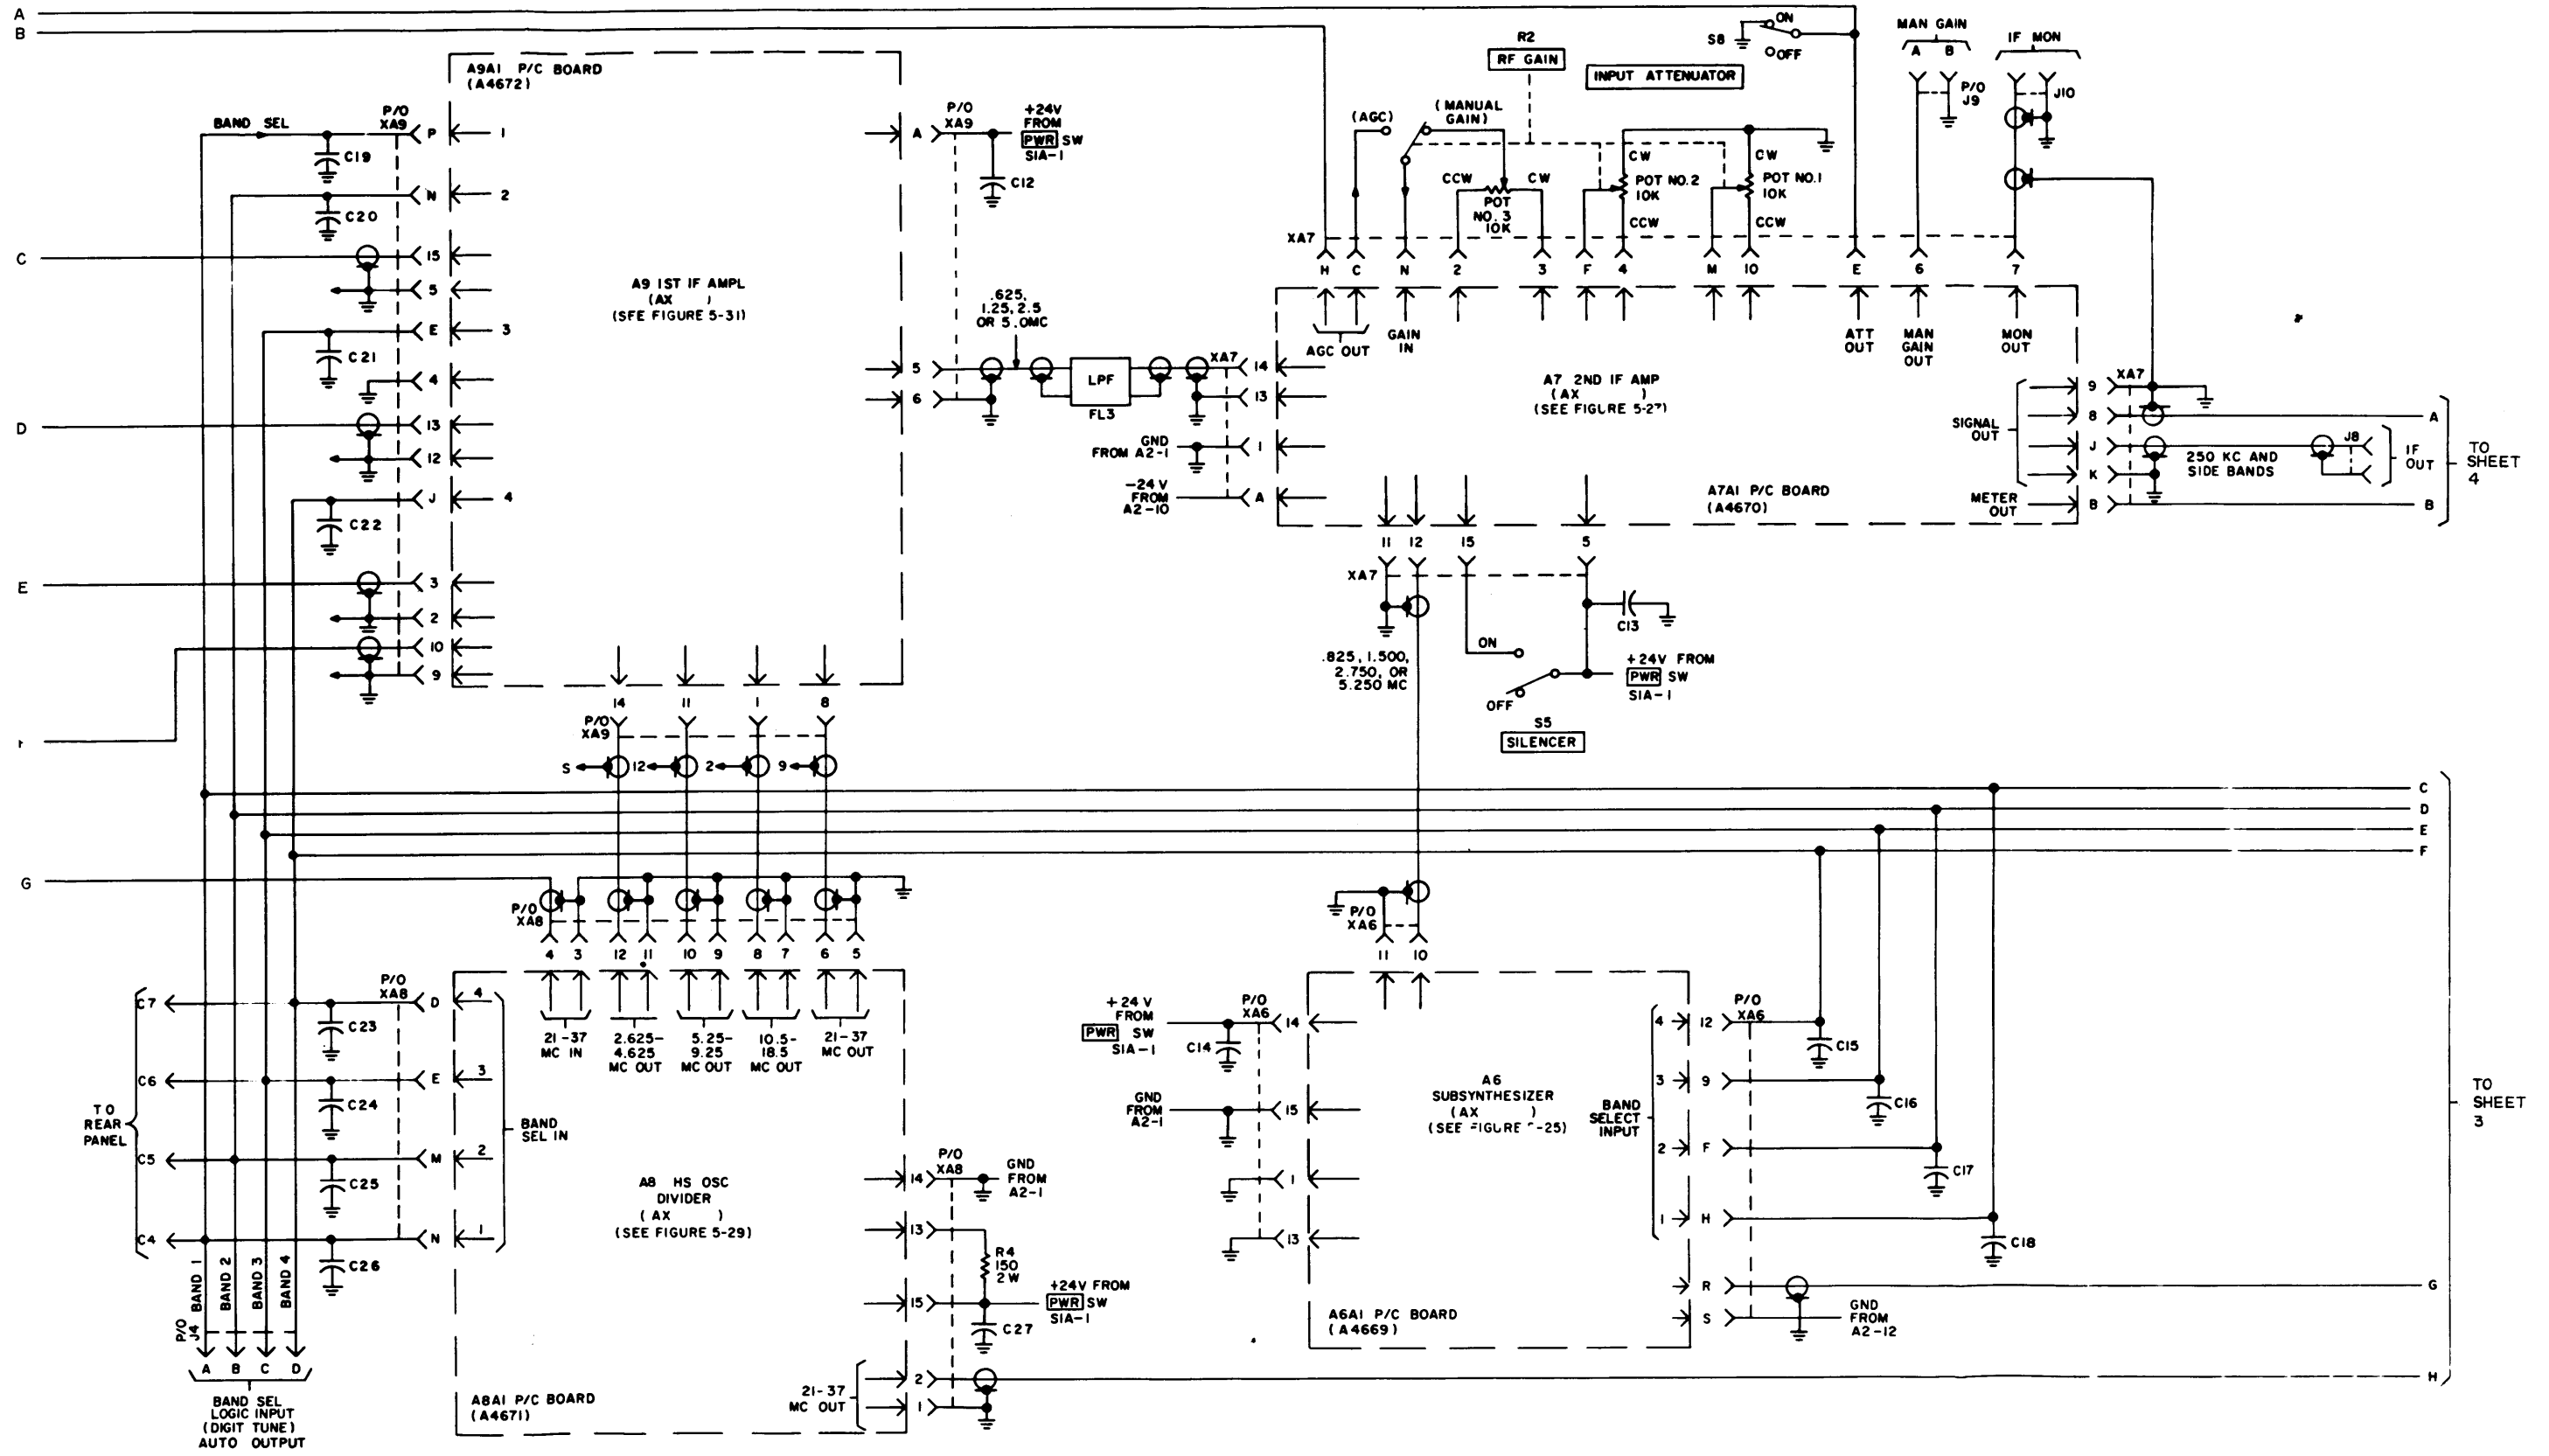 A
B
C
D
E
G
A9A1 P/C BOARD
(A4672)
BAND SEL
P/O
XA9
P
1
C19
N
2
C20
15
5
E
3
C21
4
13
12
J
4
C22
3
2
10
9
A9 1ST IF AMPL
(AX )
(SFE FIGURE 5-31)
A
P/O
XA9
+24V
FROM
PWR SW
S1A-1
C12
5
6
.625,
1.25, 2.5
OR 5.0MC
LPF
FL3
XA7
14
13
GND
FROM A2-1
1
-24 V
FROM
A2-10
A
14
11
1
8
P/O
XA9
S
12
2
9
R2
RF GAIN
INPUT ATTENUATOR
S8
ON
OFF
MAN GAIN
A B
P/O
J9
IF MON
J10
(AGC)
(MANUAL
GAIN)
CCW
CW
POT
NO. 3
10K
CW
POT NO.2
10K
CCW
CW
POT NO.1
10K
CCW
XA7
H
C
N
2
3
F
4
M
10
E
6
7
AGC OUT
GAIN
IN
ATT
OUT
MAN
GAIN
OUT
MON
OUT
A7 2ND IF AMP
(AX )
(SEE FIGURE 5-27)
A7A1 P/C BOARD
(A4670)
SIGNAL
OUT
METER
OUT
9
8
J
K
B
XA7
250 KC AND
SIDE BANDS
J8
IF
OUT
A
B
TO
SHEET
4
11
12
15
5
XA7
C13
.825, 1.500,
2.750, OR
5.250 MC
ON
OFF
S5
SILENCER
+24V FROM
PWR SW
S1A-1
C
D
E
F
P/O
XA8
4
3
12
11
10
9
8
7
6
5
21-37
MC IN
2.625-
4.625
MC OUT
5.25-
9.25
MC OUT
10.5-
18.5
MC OUT
21-37
MC OUT
TO
REAR
PANEL
C7
C6
C5
C4
C23
C24
C25
C26
P/O
XA8
D
E
M
N
4
3
2
1
BAND
SEL IN
A8 HS OSC
DIVIDER
(AX )
(SEE FIGURE 5-29)
A8A1 P/C BOARD
(A4671)
14
13
15
P/O
XA8
GND
FROM
A2-1
R4
150
2W
+24V FROM
PWR SW
S1A-1
C27
21-37
MC OUT
2
1
P/O
J4
BAND 1
BAND 2
BAND 3
BAND 4
A B C D
BAND SEL
LOGIC INPUT
(DIGIT TUNE)
AUTO OUTPUT
P/O
XA6
11
10
+24 V
FROM
PWR SW
S1A-1
C14
P/O
XA6
14
GND
FROM
A2-1
15
1
13
A6
SUBSYNTHESIZER
(AX )
A6A1 P/C BOARD
(A4669)
BAND
SELECT
INPUT
4
3
2
1
12
9
F
H
R
S
P/O
XA6
C15
C16
C17
C18
GND
FROM
A2-12
G
H
TO
SHEET
3